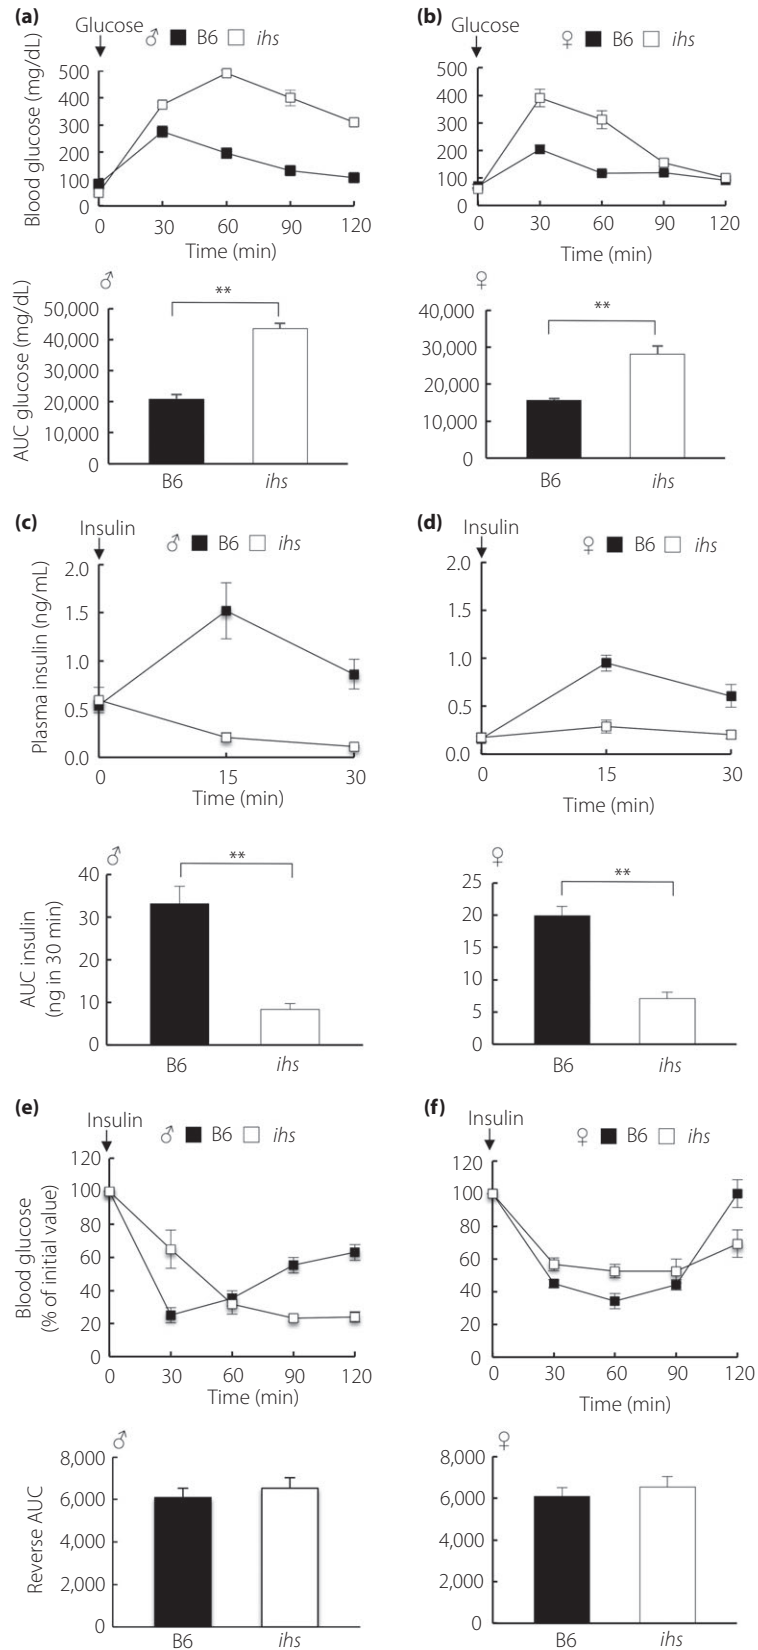 (a)
Glucose
♂ B6 ihs
Blood glucose (mg/dL)
500
400
300
200
100
0
0 30 60 90 120
Time (min)
♂
AUC glucose (mg/dL)
50,000
40,000
30,000
20,000
10,000
0
**
B6 ihs
(b)
Glucose
♀ B6 ihs
500
400
300
200
100
0
0 30 60 90 120
Time (min)
♀
40,000
30,000
20,000
10,000
0
**
B6 ihs
(c)
Insulin
♂ B6 ihs
Plasma insulin (ng/mL)
2.0
1.5
1.0
0.5
0.0
0 15 30
Time (min)
♂
AUC insulin
(ng in 30 min)
40
30
20
10
0
**
B6 ihs
(d)
Insulin
♀ B6 ihs
2.0
1.5
1.0
0.5
0.0
0 15 30
Time (min)
♀
25
20
15
10
5
0
**
B6 ihs
(e)
Insulin
♂ B6 ihs
Blood glucose
(% of initial value)
120
100
80
60
40
20
0
0 30 60 90 120
Time (min)
♂
Reverse AUC
8,000
6,000
4,000
2,000
0
B6 ihs
(f)
Insulin
♀ B6 ihs
120
100
80
60
40
20
0
0 30 60 90 120
Time (min)
♀
8,000
6,000
4,000
2,000
0
B6 ihs